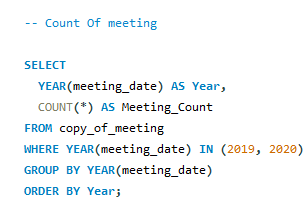 -- Count Of meeting
SELECT
YEAR(meeting_date) AS Year,
COUNT(*) AS Meeting_Count
FROM copy_of_meeting
WHERE YEAR(meeting_date) IN (2019, 2020)
GROUP BY YEAR(meeting_date)
ORDER BY Year;